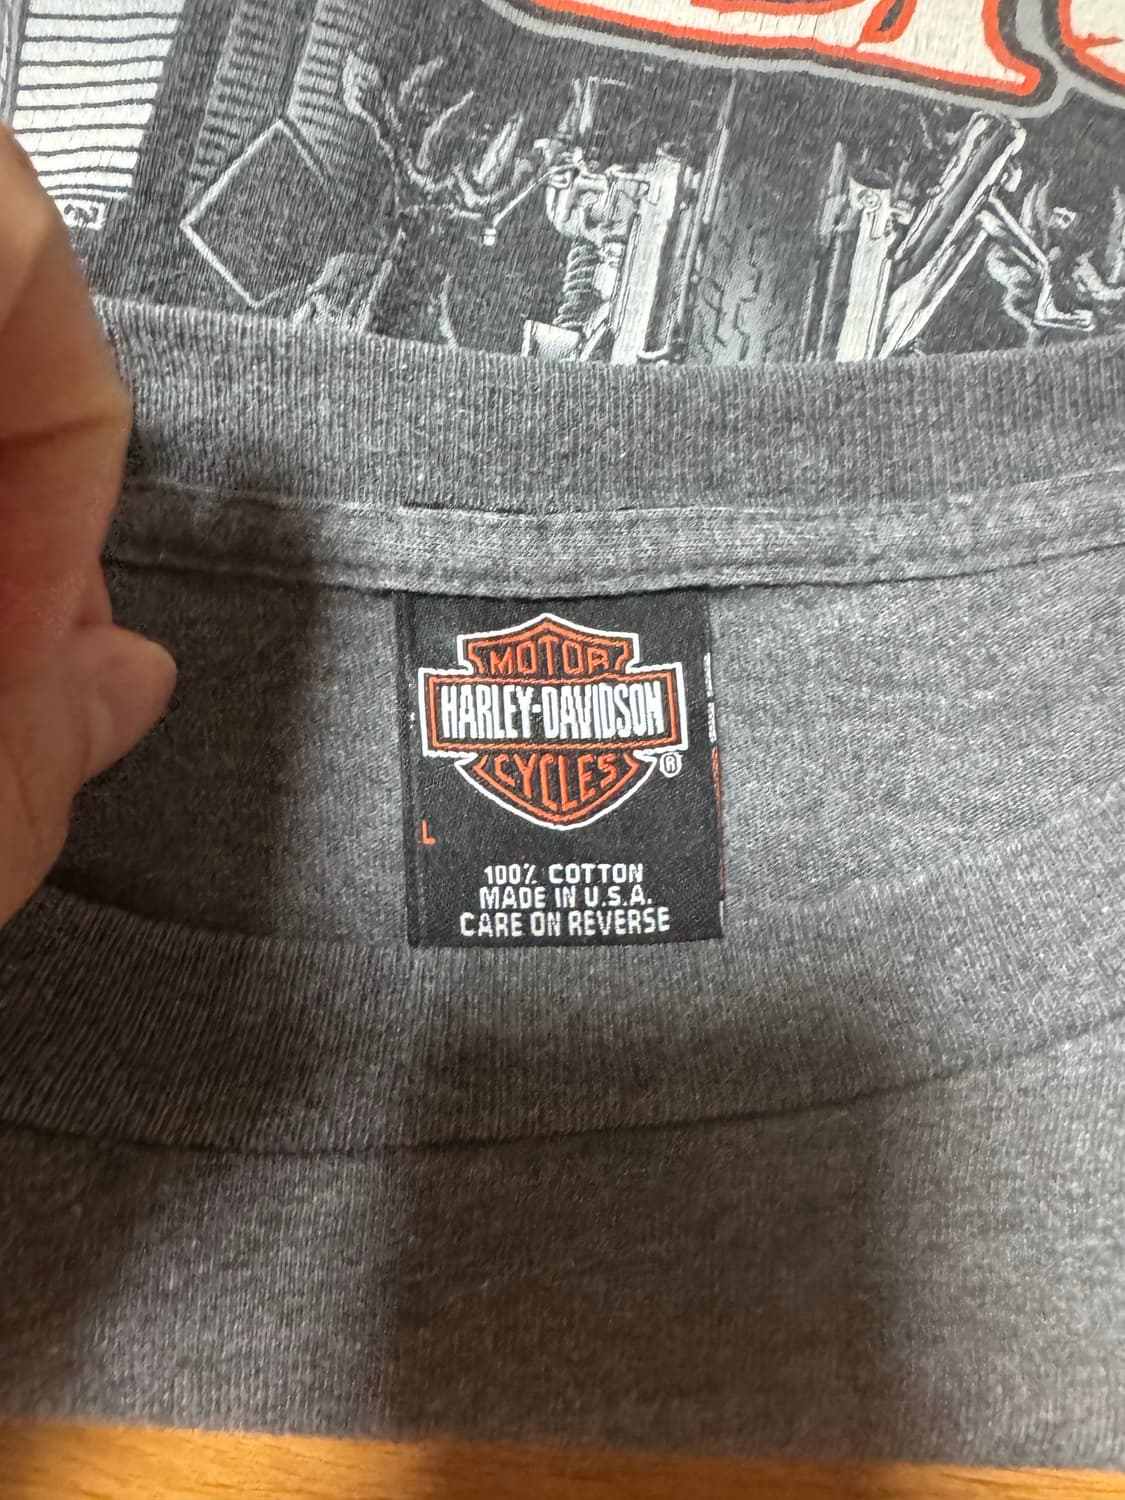 MOTOR
HARLEY-DAVIDSON
CYCLES
®
L
100% COTTON
MADE IN U.S.A.
CARE ON REVERSE